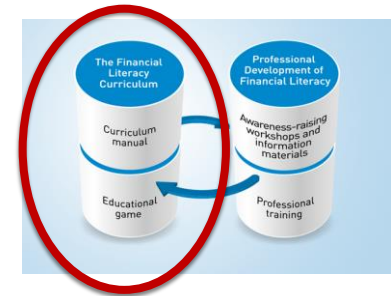 The Financial
Literacy
Curriculum
Curriculum
manual
Educational
game
Professional
Development of
Financial Literacy
Awareness-raising
workshops and
information
materials
Professional
training